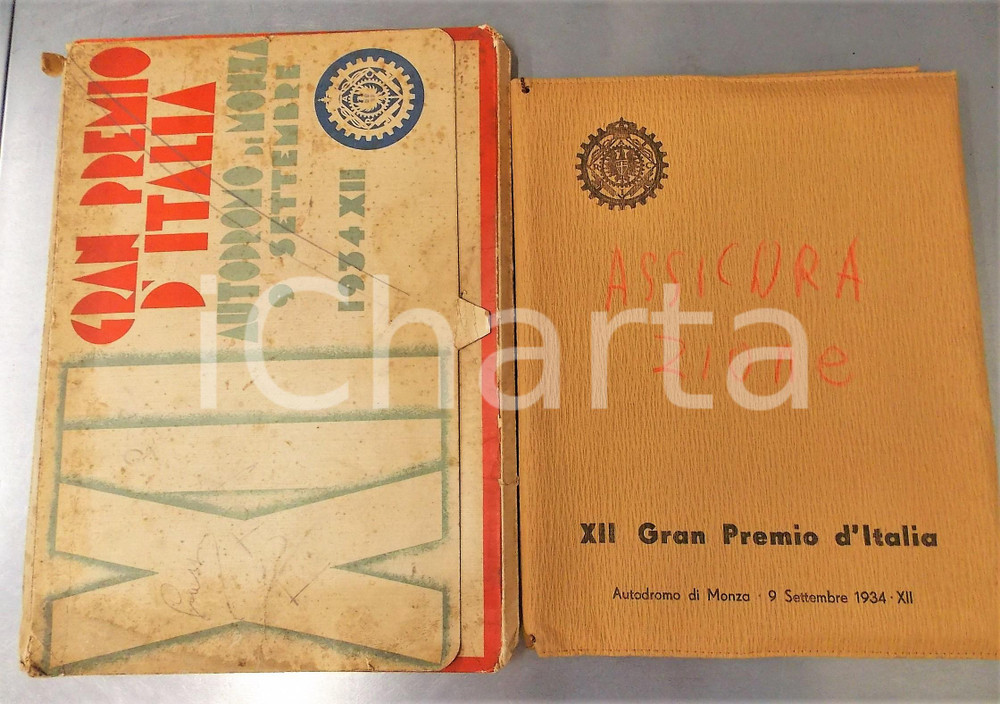 GRAN PREMIO
D'ITALIA
AUTODROMO DI MONZA
9 SETTEMBRE
1934 XII
XII
ASSICURA
ZIONE
XII Gran Premio d'Italia
Autodromo di Monza · 9 Settembre 1934 · XII
iCharta